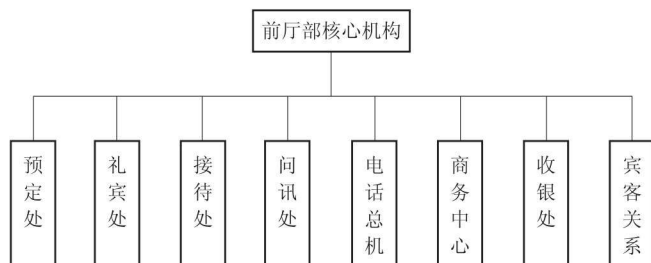 前厅部核心机构
预定处
礼宾处
接待处
问讯处
电话总机
商务中心
收银处
宾客关系